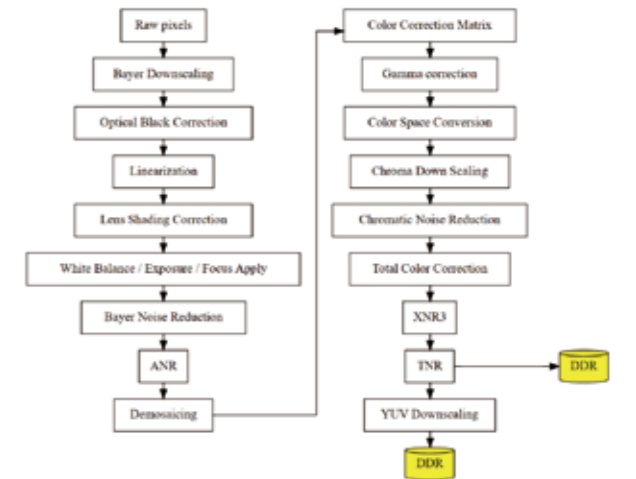 Raw pixels
Bayer Downscaling
Optical Black Correction
Linearization
Lens Shading Correction
White Balance / Exposure / Focus Apply
Bayer Noise Reduction
ANR
Demosaicing
Color Correction Matrix
Gamma correction
Color Space Conversion
Chroma Down Scaling
Chromatic Noise Reduction
Total Color Correction
XNR3
TNR
DDR
YUV Downscaling
DDR